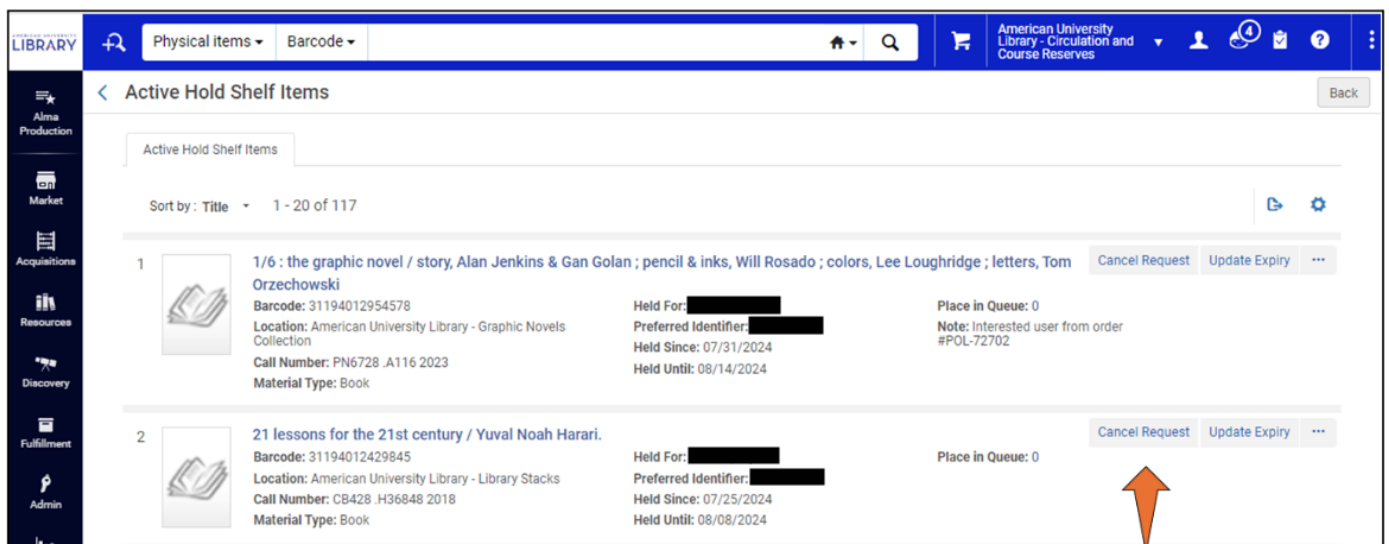 AMERICAN UNIVERSITY
LIBRARY
Physical items
Barcode
American University
Library - Circulation and
Course Reserves
4
?
Alma
Production
Market
Acquisitions
Resources
Discovery
Fulfillment
Admin
Active Hold Shelf Items
Back
Active Hold Shelf Items
Sort by : Title
1 - 20 of 117
1
1/6 : the graphic novel / story, Alan Jenkins & Gan Golan ; pencil & inks, Will Rosado ; colors, Lee Loughridge ; letters, Tom
Orzechowski
Cancel Request
Update Expiry
...
Barcode: 31194012954578
Location: American University Library - Graphic Novels
Collection
Call Number: PN6728 .A116 2023
Material Type: Book
Held For:
Preferred Identifier:
Held Since: 07/31/2024
Held Until: 08/14/2024
Place in Queue: 0
Note: Interested user from order
#POL-72702
2
21 lessons for the 21st century / Yuval Noah Harari.
Cancel Request
Update Expiry
...
Barcode: 31194012429845
Location: American University Library - Library Stacks
Call Number: CB428 .H36848 2018
Material Type: Book
Held For:
Preferred Identifier:
Held Since: 07/25/2024
Held Until: 08/08/2024
Place in Queue: 0